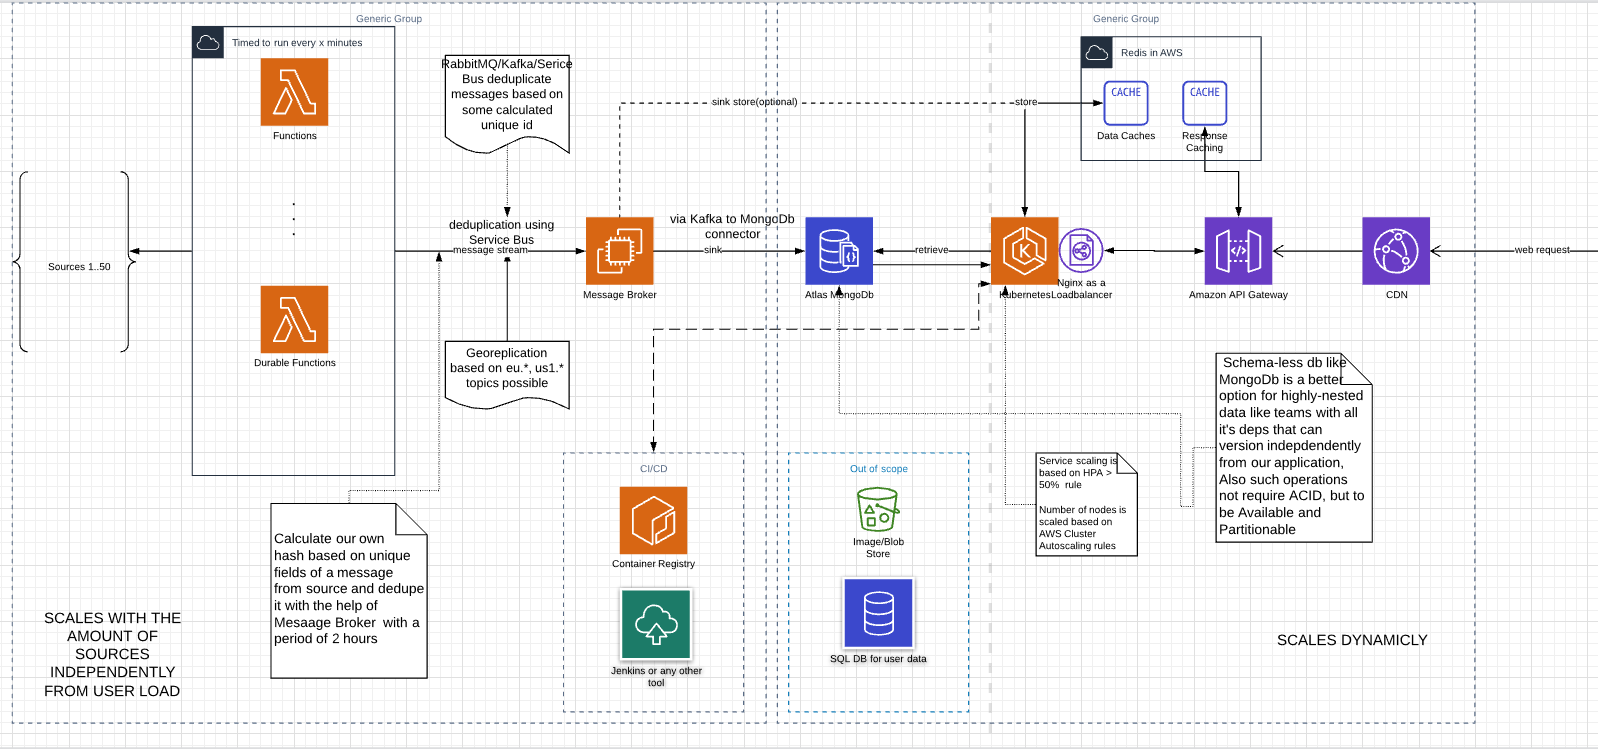 Generic Group
Generic Group
Timed to run every x minutes
Functions
.
.
.
Durable Functions
Sources 1..50
RabbitMQ/Kafka/Serice
Bus deduplicate
messages based on
some calculated
unique id
deduplication using
Service Bus
message stream
Georeplication
based on eu.*, us1.*
topics possible
Message Broker
sink store(optional)
store
via Kafka to MongoDb
connector
sink
Atlas MongoDb
retrieve
Redis in AWS
CACHE
CACHE
Data Caches
Response
Caching
Kubernetes
Nginx as a
Loadbalancer
Amazon API Gateway
CDN
web request
Calculate our own
hash based on unique
fields of a message
from source and dedupe
it with the help of
Mesaage Broker with a
period of 2 hours
SCALES WITH THE
AMOUNT OF
SOURCES
INDEPENDENTLY
FROM USER LOAD
CI/CD
Container Registry
Jenkins or any other
tool
Out of scope
Image/Blob
Store
SQL DB for user data
Service scaling is
based on HPA >
50% rule
Number of nodes is
scaled based on
AWS Cluster
Autoscaling rules
Schema-less db like
MongoDb is a better
option for highly-nested
data like teams with all
it's deps that can
version indepdendently
from our application,
Also such operations
not require ACID, but to
be Available and
Partitionable
SCALES DYNAMICLY